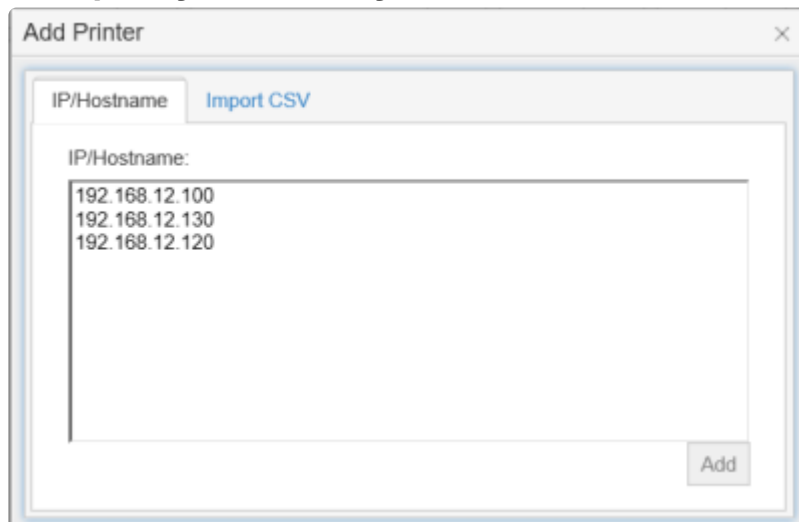 Add Printer
IP/Hostname Import CSV
IP/Hostname:
192.168.12.100
192.168.12.130
192.168.12.120
Add